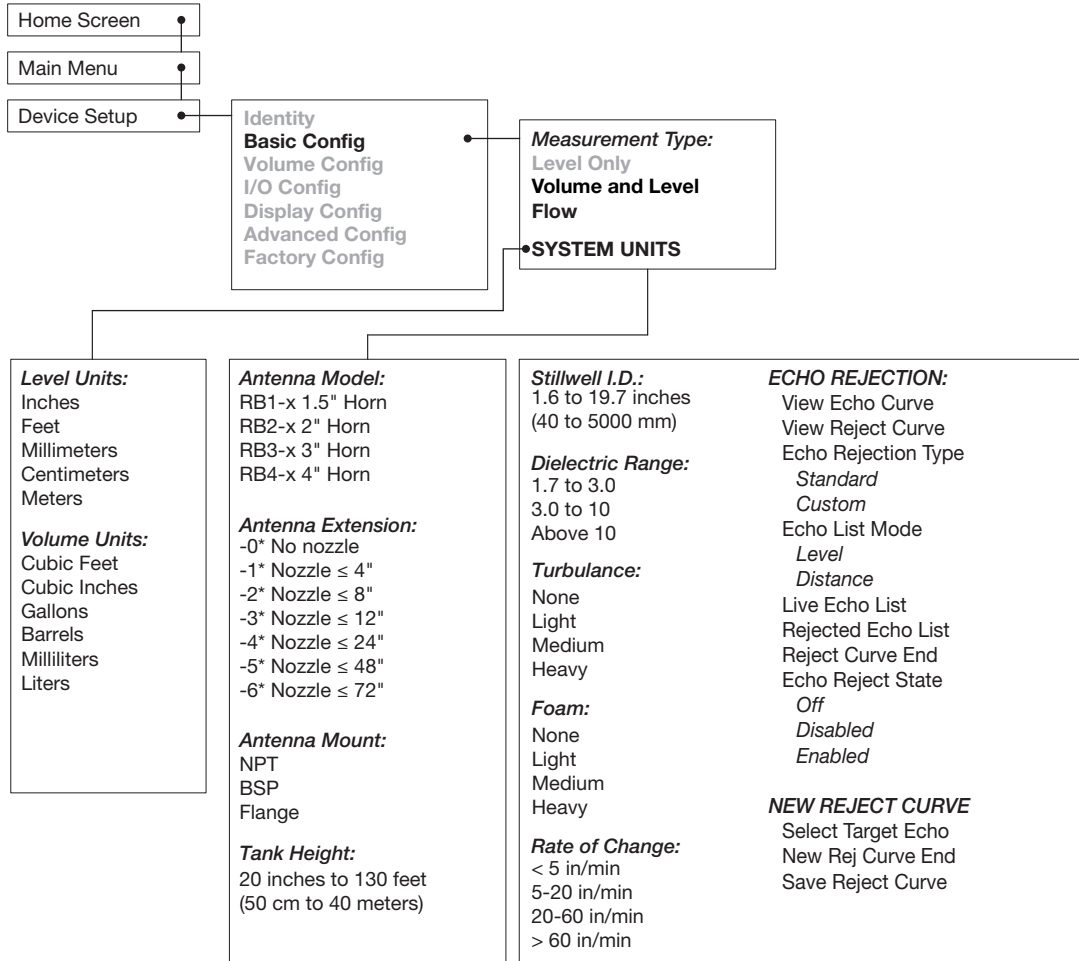 Home Screen
Main Menu
Device Setup
Identity
Basic Config
Volume Config
I/O Config
Display Config
Advanced Config
Factory Config
Measurement Type:
Level Only
Volume and Level
Flow
SYSTEM UNITS
Level Units:
Inches
Feet
Millimeters
Centimeters
Meters
Volume Units:
Cubic Feet
Cubic Inches
Gallons
Barrels
Milliliters
Liters
Antenna Model:
RB1-x 1.5" Horn
RB2-x 2" Horn
RB3-x 3" Horn
RB4-x 4" Horn
Antenna Extension:
-0* No nozzle
-1* Nozzle ≤ 4"
-2* Nozzle ≤ 8"
-3* Nozzle ≤ 12"
-4* Nozzle ≤ 24"
-5* Nozzle ≤ 48"
-6* Nozzle ≤ 72"
Antenna Mount:
NPT
BSP
Flange
Tank Height:
20 inches to 130 feet
(50 cm to 40 meters)
Stillwell I.D.:
1.6 to 19.7 inches
(40 to 5000 mm)
Dielectric Range:
1.7 to 3.0
3.0 to 10
Above 10
Turbulance:
None
Light
Medium
Heavy
Foam:
None
Light
Medium
Heavy
Rate of Change:
< 5 in/min
5-20 in/min
20-60 in/min
> 60 in/min
ECHO REJECTION:
View Echo Curve
View Reject Curve
Echo Rejection Type
Standard
Custom
Echo List Mode
Level
Distance
Live Echo List
Rejected Echo List
Reject Curve End
Echo Reject State
Off
Disabled
Enabled
NEW REJECT CURVE
Select Target Echo
New Rej Curve End
Save Reject Curve